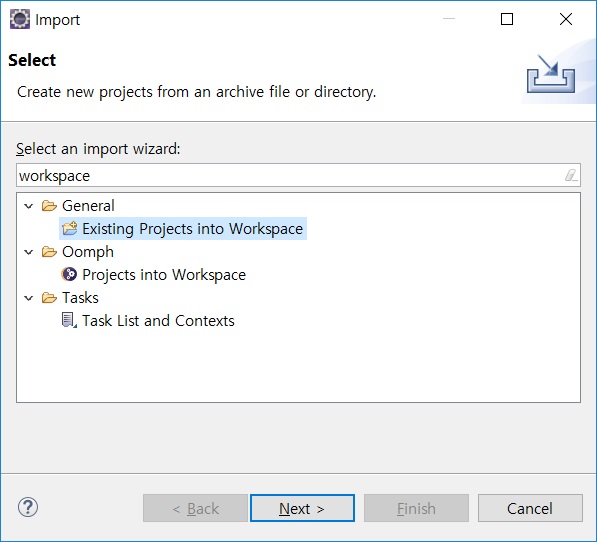 Import
Select
Create new projects from an archive file or directory.
Select an import wizard:
workspace
General
Existing Projects into Workspace
Oomph
Projects into Workspace
Tasks
Task List and Contexts
?
< Back
Next >
Finish
Cancel